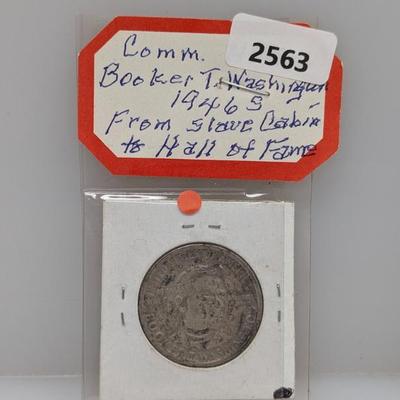 2563
Comm.
Booker T. Washington
1946 S
From slave Cabin
to Hall of Fame